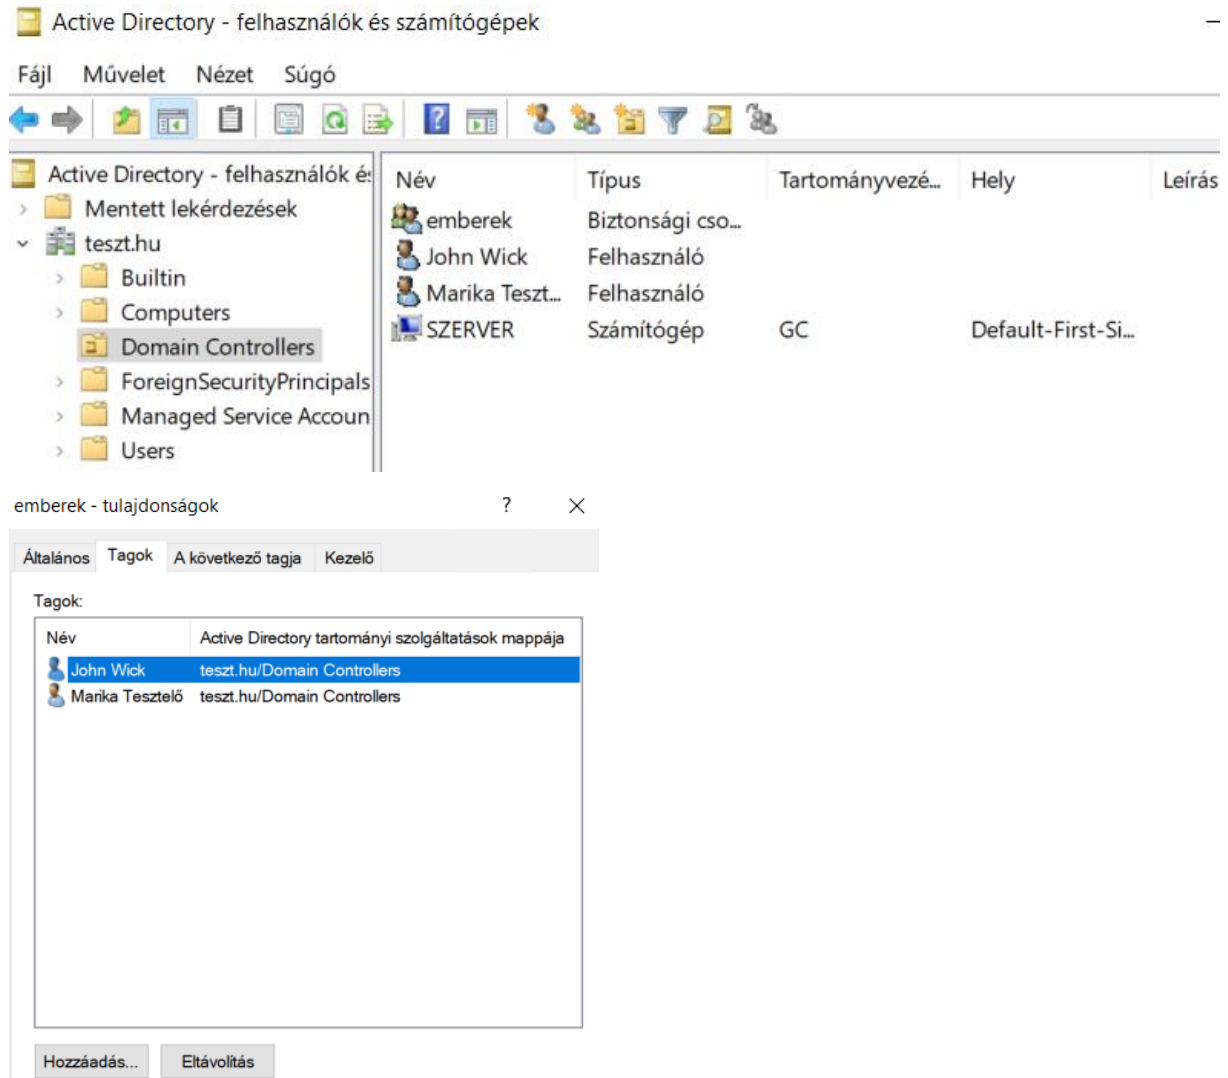 Active Directory - felhasználók és számítógépek
Fájl Művelet Nézet Súgó
Active Directory - felhasználók é
Mentett lekérdezések
teszt.hu
Builtin
Computers
Domain Controllers
ForeignSecurityPrincipals
Managed Service Accoun
Users
Név Típus Tartományvezé... Hely Leírás
emberek Biztonsági cso...
John Wick Felhasználó
Marika Teszt... Felhasználó
SZERVER Számítógép GC Default-First-Si...
emberek - tulajdonságok ?
Általános Tagok A következő tagja Kezelő
Tagok:
Név Active Directory tartományi szolgáltatások mappája
John Wick teszt.hu/Domain Controllers
Marika Tesztelő teszt.hu/Domain Controllers
Hozzáadás... Eltávolítás